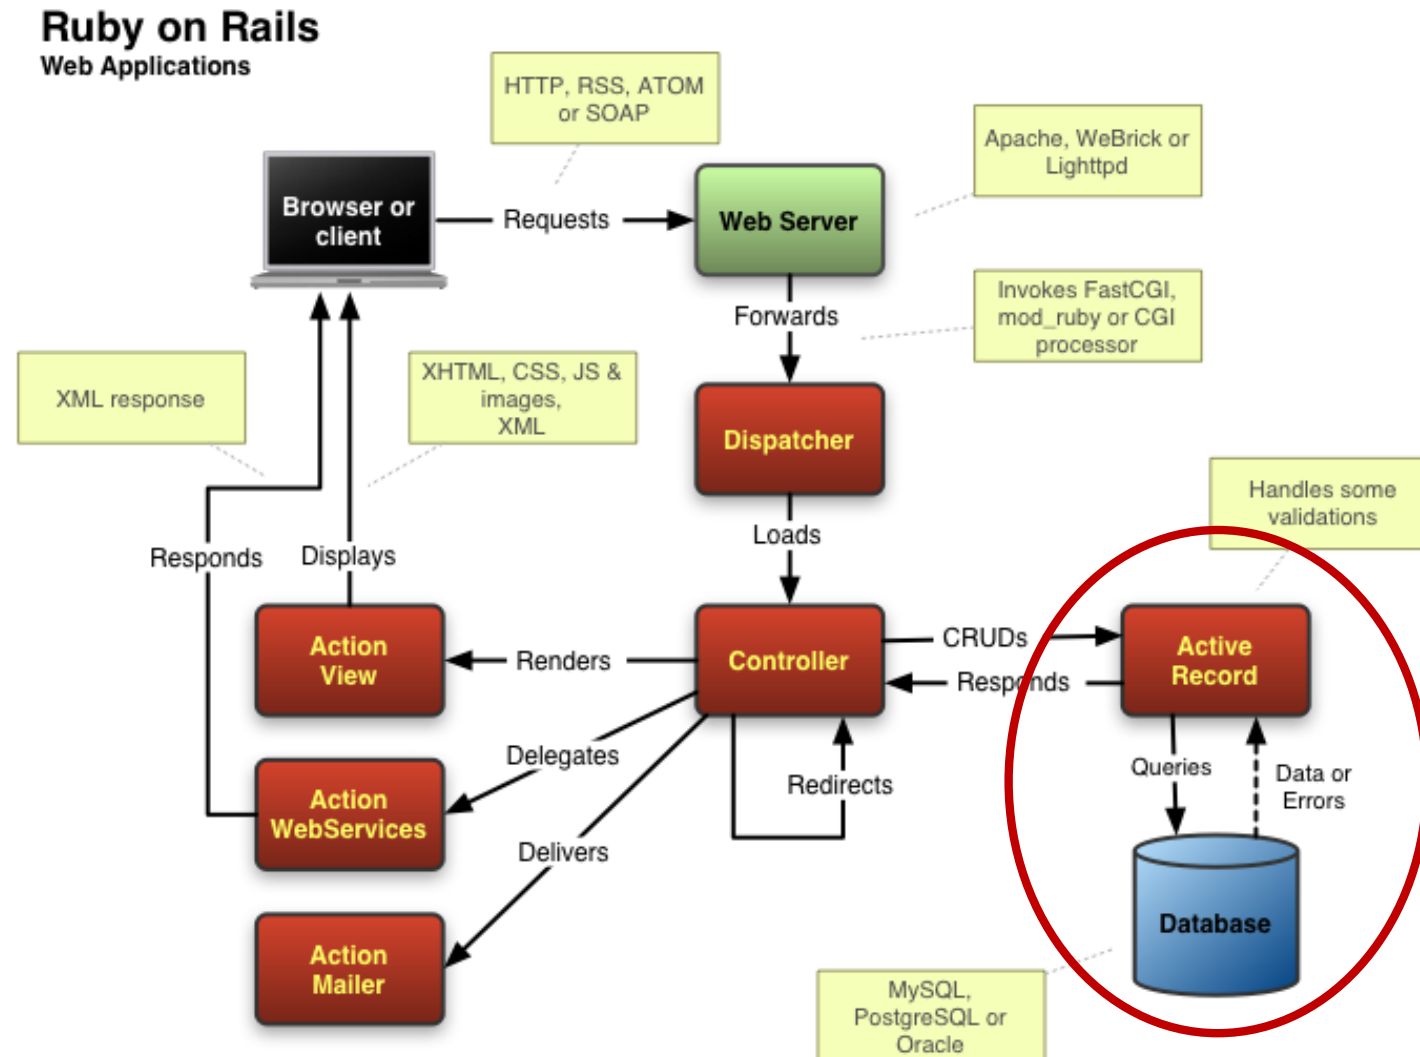 Ruby on Rails
Web Applications
HTTP, RSS, ATOM
or SOAP
Apache, WeBrick or
Lighttpd
Browser or
client
Requests
Web Server
Invokes FastCGI,
mod_ruby or CGI
processor
Forwards
XML response
XHTML, CSS, JS &
images,
XML
Dispatcher
Handles some
validations
Loads
Responds
Displays
Action
View
Renders
Controller
CRUDs
Responds
Active
Record
Delegates
Redirects
Queries
Data or
Errors
Action
WebServices
Delivers
Action
Mailer
Database
MySQL,
PostgreSQL or
Oracle